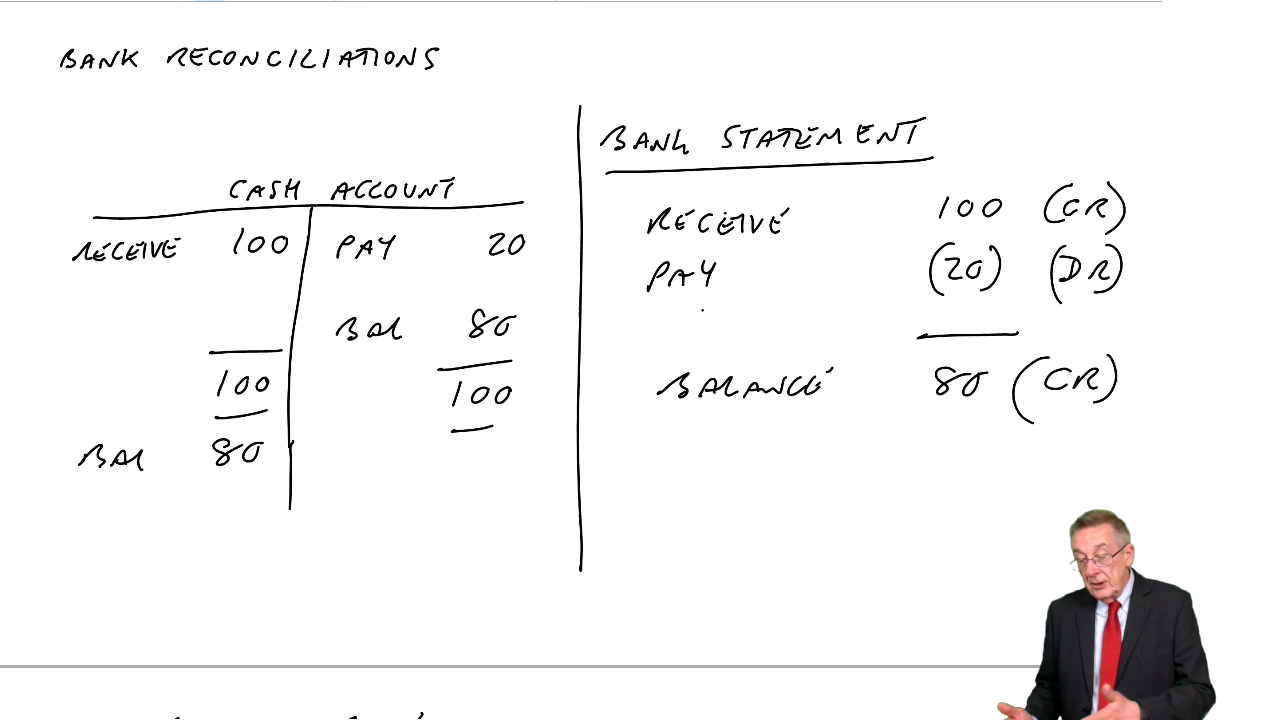 BANK RECONCILIATIONS
CASH ACCOUNT
RECEIVE 100 PAY 20
BAL 80
100 100
BAL 80
BANK STATEMENT
RECEIVE 100 (CR)
PAY (20) (DR)
BALANCE 80 (CR)